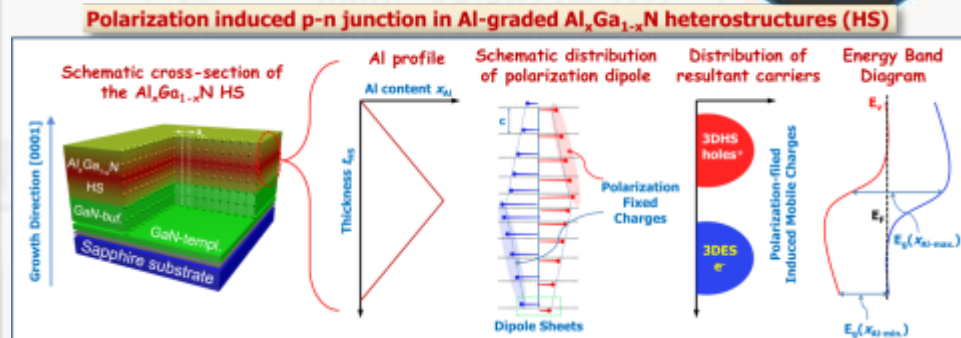 Polarization induced p-n junction in Al-graded AlxGa1-xN heterostructures (HS)
Schematic cross-section of
the AlxGa1-xN HS
Growth Direction [0001]
AlxGa1-xN
HS
GaN-buf.
GaN-templ.
Sapphire substrate
Al profile
Al content xAl
Thickness tHS
Schematic distribution
of polarization dipole
c
Polarization
Fixed
Charges
Dipole Sheets
Distribution of
resultant carriers
3DHS
holes+
3DES
e-
Polarization-filed
Induced Mobile Charges
Energy Band
Diagram
Ev
EF
Eg(xAl-max.)
Eg(xAl-min.)